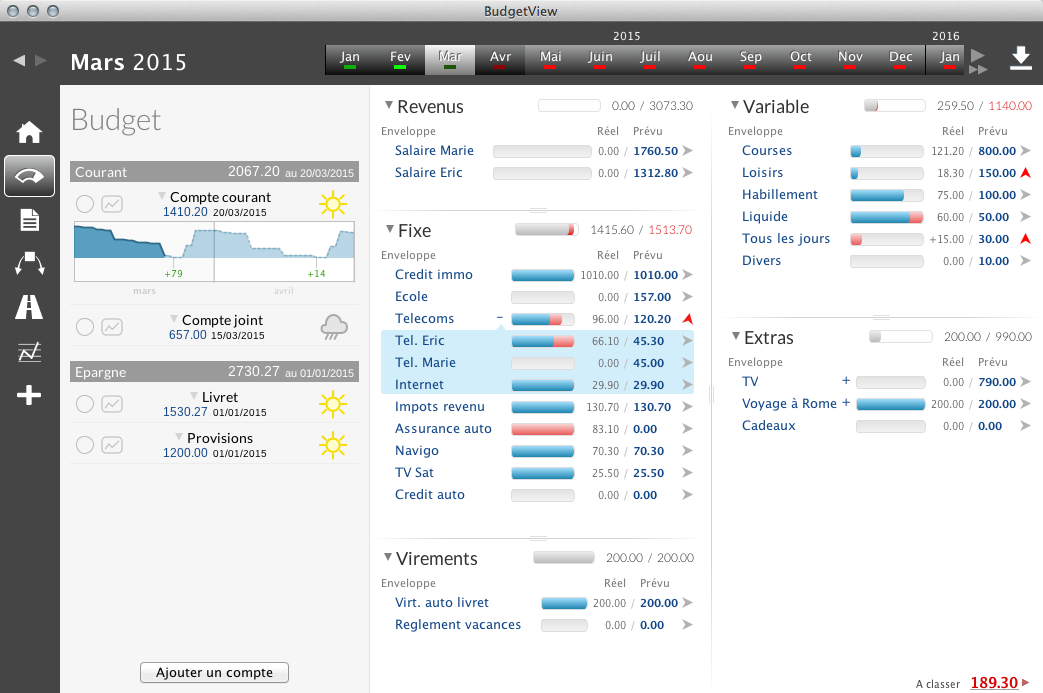 BudgetView
2015 2016
Mars 2015
Jan Fev Mar Avr Mai Juin Juil Aou Sep Oct Nov Dec Jan
Budget
Courant 2067.20 au 20/03/2015
Compte courant
1410.20 20/03/2015
+79 +14
mars avril
Compte joint
657.00 15/03/2015
Epargne 2730.27 au 01/01/2015
Livret
1530.27 01/01/2015
Provisions
1200.00 01/01/2015
Ajouter un compte
Revenus 0.00 / 3073.30
Enveloppe Réel Prévu
Salaire Marie 0.00 / 1760.50
Salaire Eric 0.00 / 1312.80
Fixe 1415.60 / 1513.70
Enveloppe Réel Prévu
Credit immo 1010.00 / 1010.00
Ecole 0.00 / 157.00
Telecoms − 96.00 / 120.20
Tel. Eric 66.10 / 45.30
Tel. Marie 0.00 / 45.00
Internet 29.90 / 29.90
Impots revenu 130.70 / 130.70
Assurance auto 83.10 / 0.00
Navigo 70.30 / 70.30
TV Sat 25.50 / 25.50
Credit auto 0.00 / 0.00
Virements 200.00 / 200.00
Enveloppe Réel Prévu
Virt. auto livret 200.00 / 200.00
Reglement vacances 0.00 / 0.00
Variable 259.50 / 1140.00
Enveloppe Réel Prévu
Courses 121.20 / 800.00
Loisirs 18.30 / 150.00
Habillement 75.00 / 100.00
Liquide 60.00 / 50.00
Tous les jours +15.00 / 30.00
Divers 0.00 / 10.00
Extras 200.00 / 990.00
Enveloppe Réel Prévu
TV + 0.00 / 790.00
Voyage à Rome + 200.00 / 200.00
Cadeaux 0.00 / 0.00
A classer 189.30